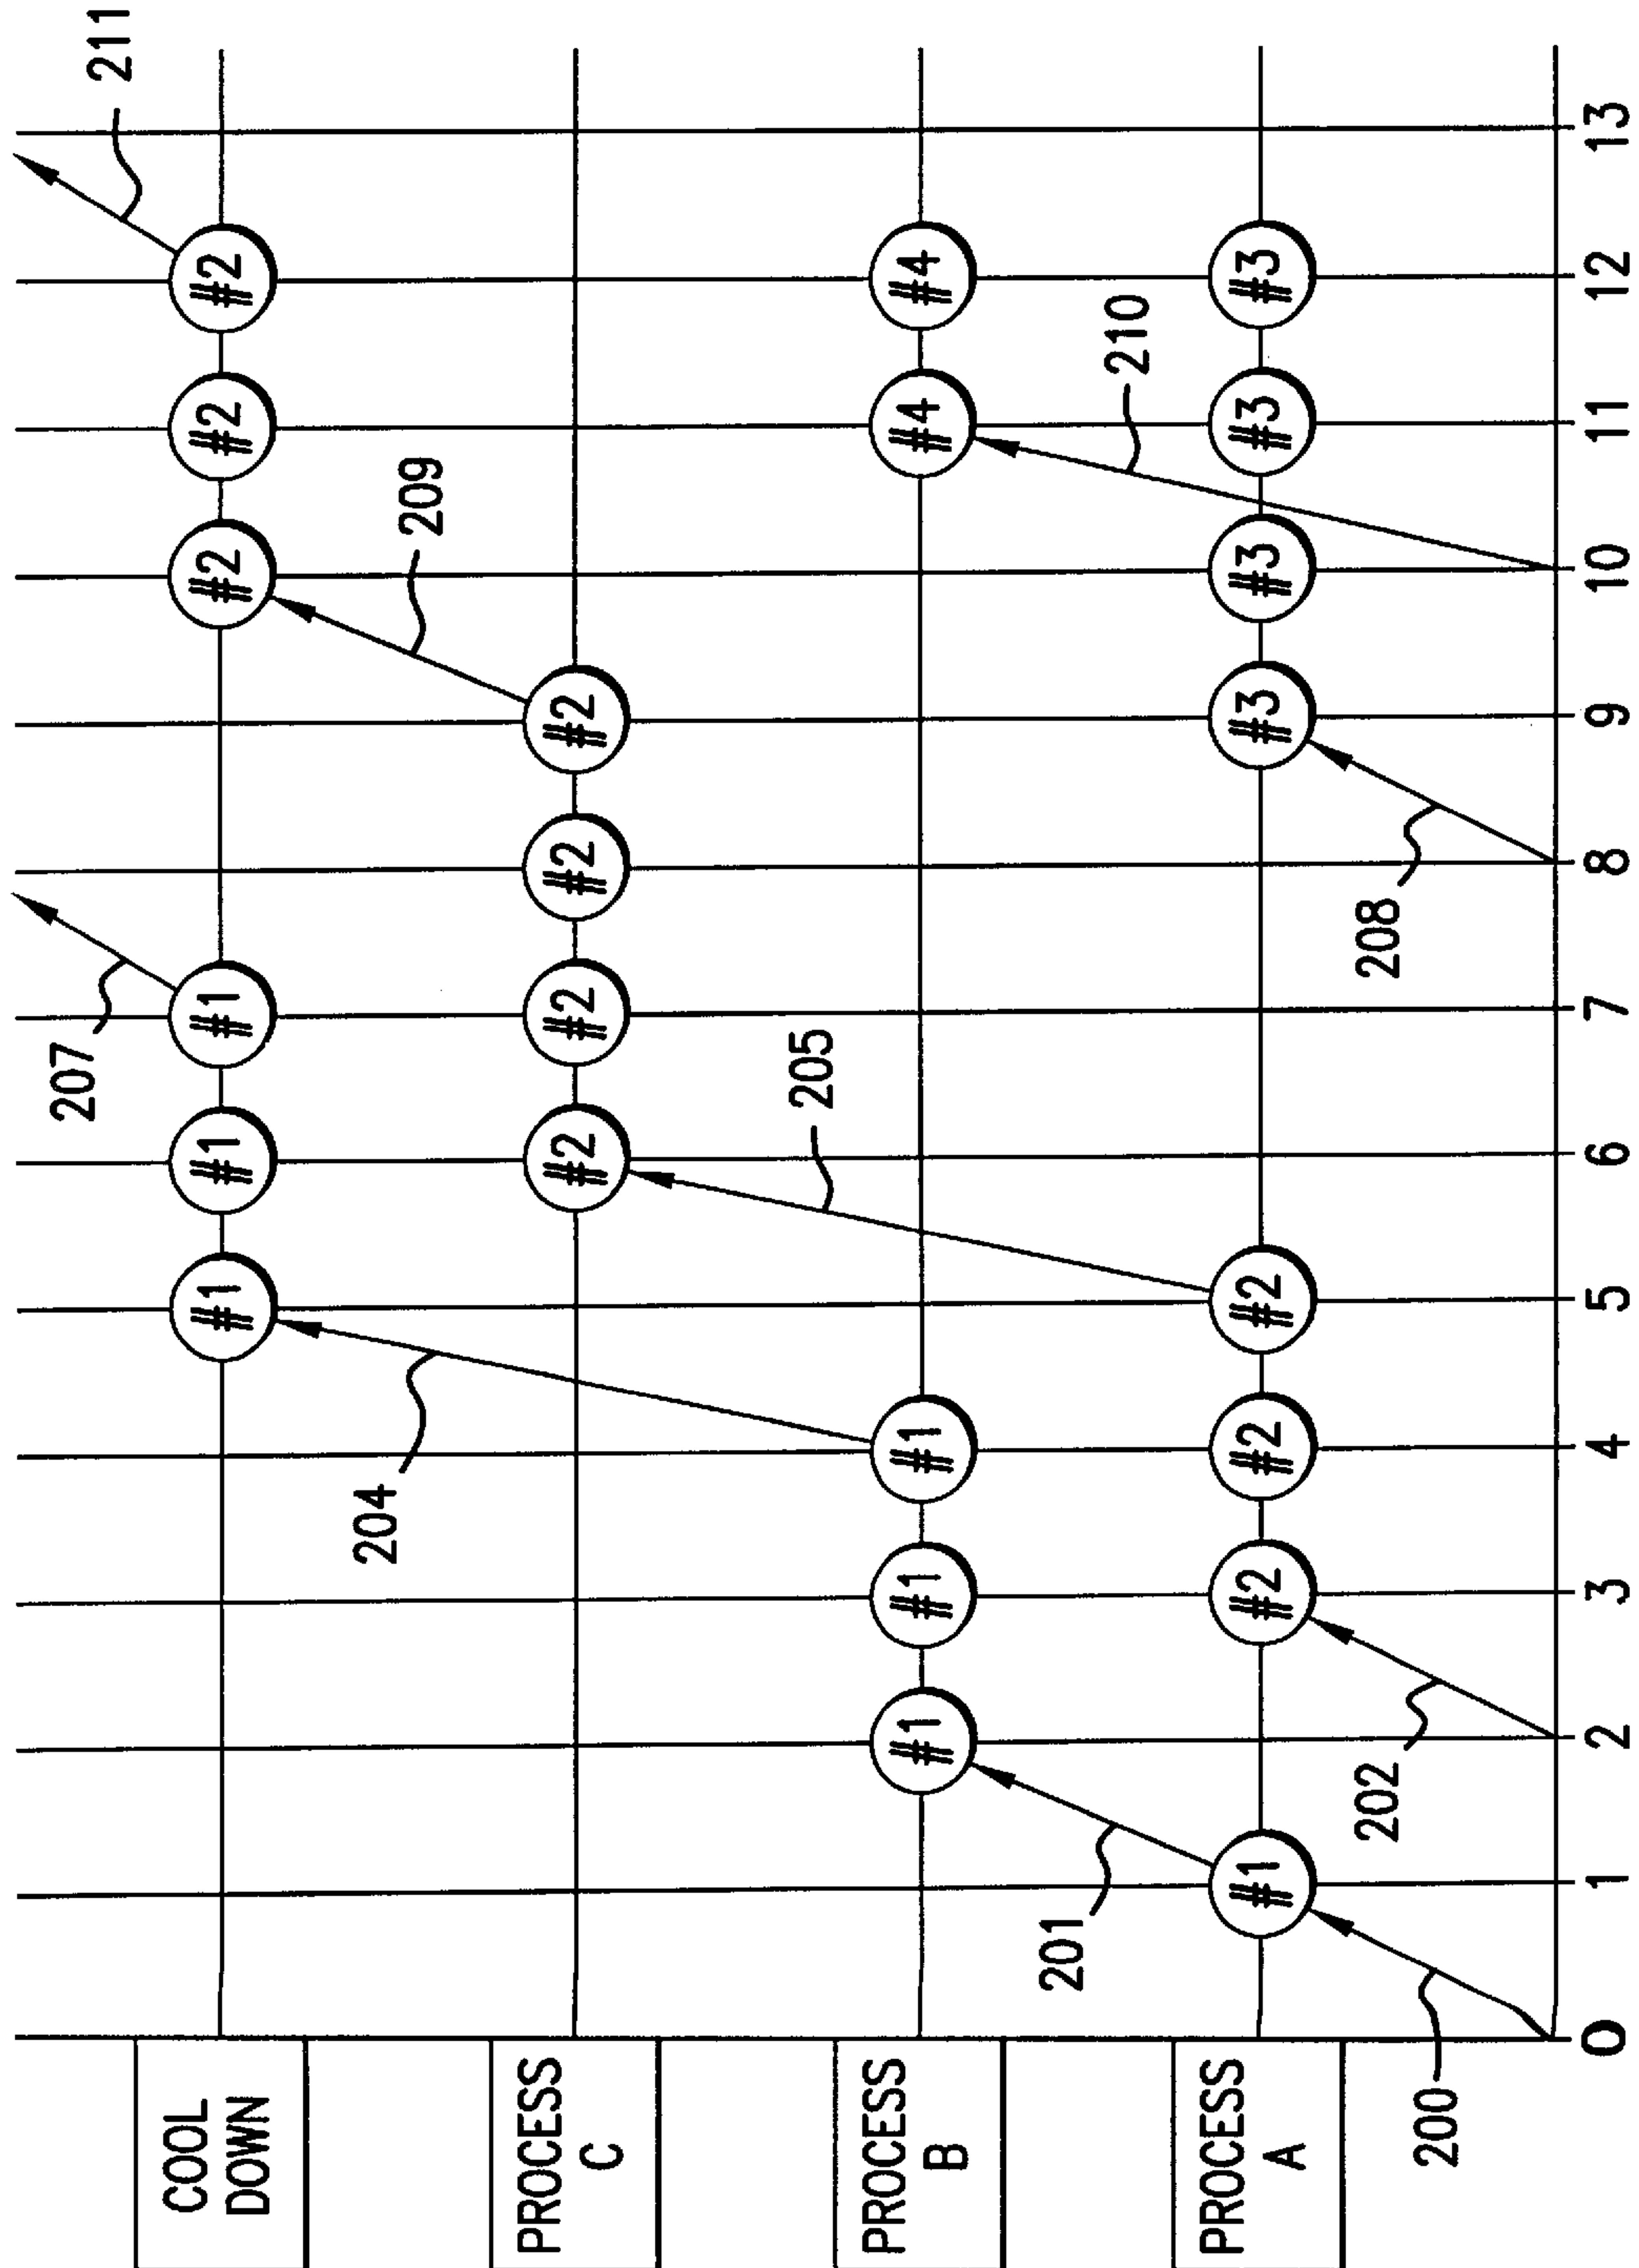 207
211
COOL
DOWN
#1 #1 #1 #2 #2 #2
204
209
PROCESS
C
#2 #2 #2 #2
205
PROCESS
B
#1 #1 #1 #4 #4
201
210
PROCESS
A
#1 #2 #2 #2 #3 #3 #3 #3
202
208
200
0 1 2 3 4 5 6 7 8 9 10 11 12 13